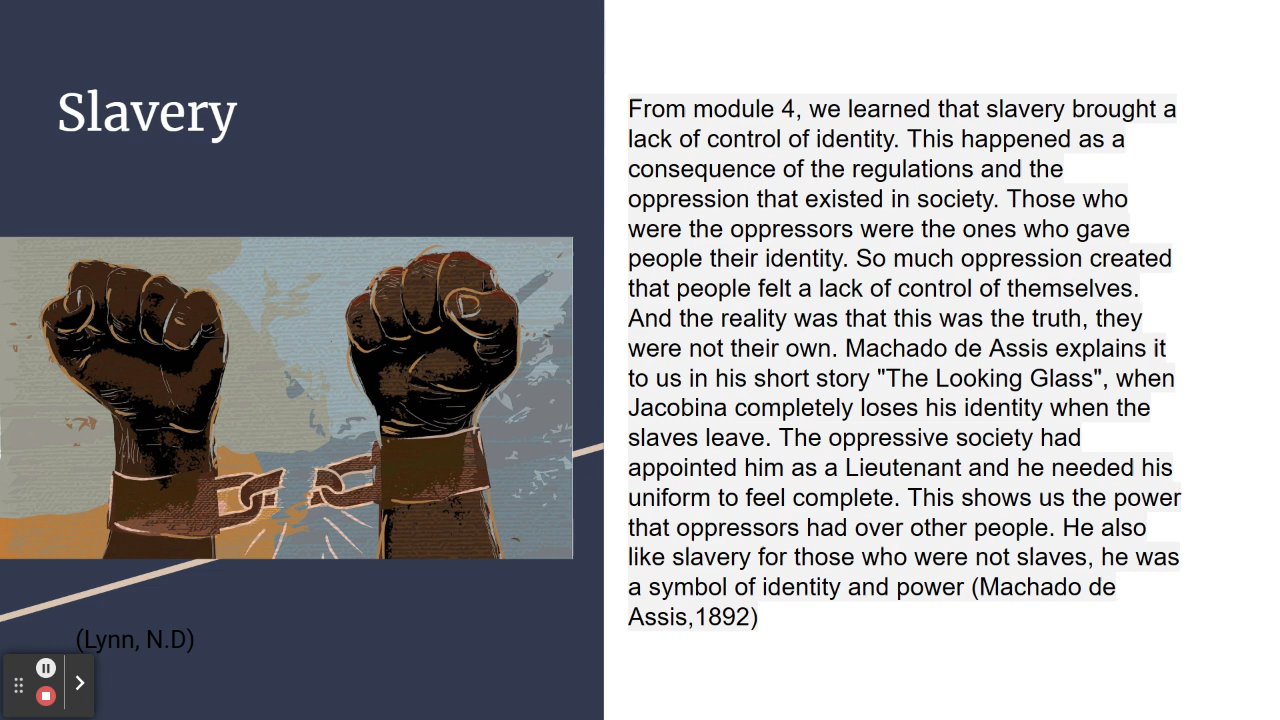 Slavery
From module 4, we learned that slavery brought a
lack of control of identity. This happened as a
consequence of the regulations and the
oppression that existed in society. Those who
were the oppressors were the ones who gave
people their identity. So much oppression created
that people felt a lack of control of themselves.
And the reality was that this was the truth, they
were not their own. Machado de Assis explains it
to us in his short story "The Looking Glass", when
Jacobina completely loses his identity when the
slaves leave. The oppressive society had
appointed him as a Lieutenant and he needed his
uniform to feel complete. This shows us the power
that oppressors had over other people. He also
like slavery for those who were not slaves, he was
a symbol of identity and power (Machado de
Assis,1892)
(Lynn, N.D)